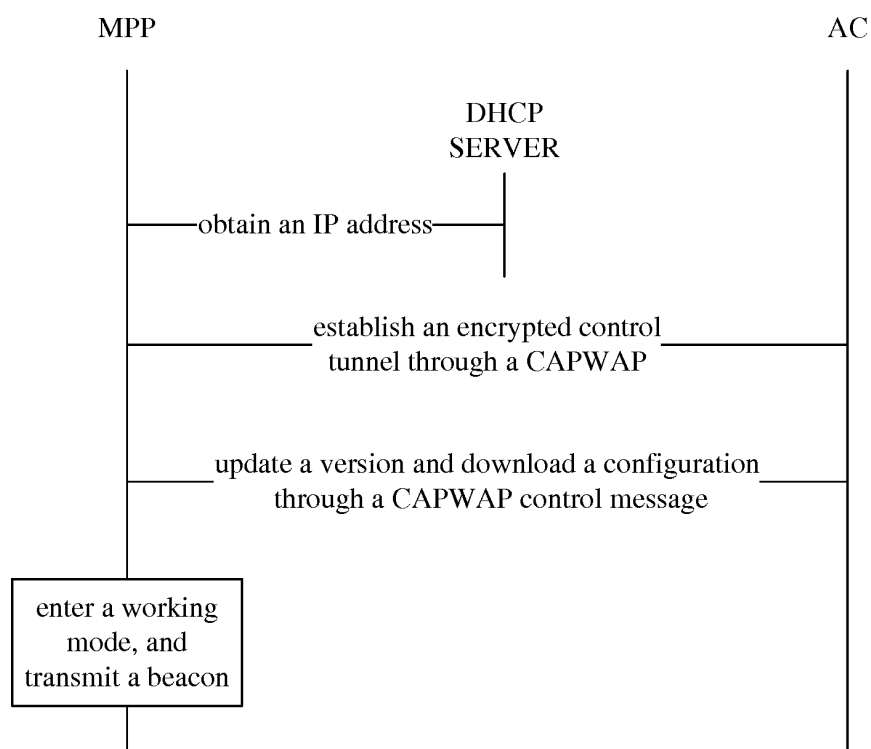 MPP
AC
DHCP
SERVER
obtain an IP address
establish an encrypted control
tunnel through a CAPWAP
update a version and download a configuration
through a CAPWAP control message
enter a working
mode, and
transmit a beacon